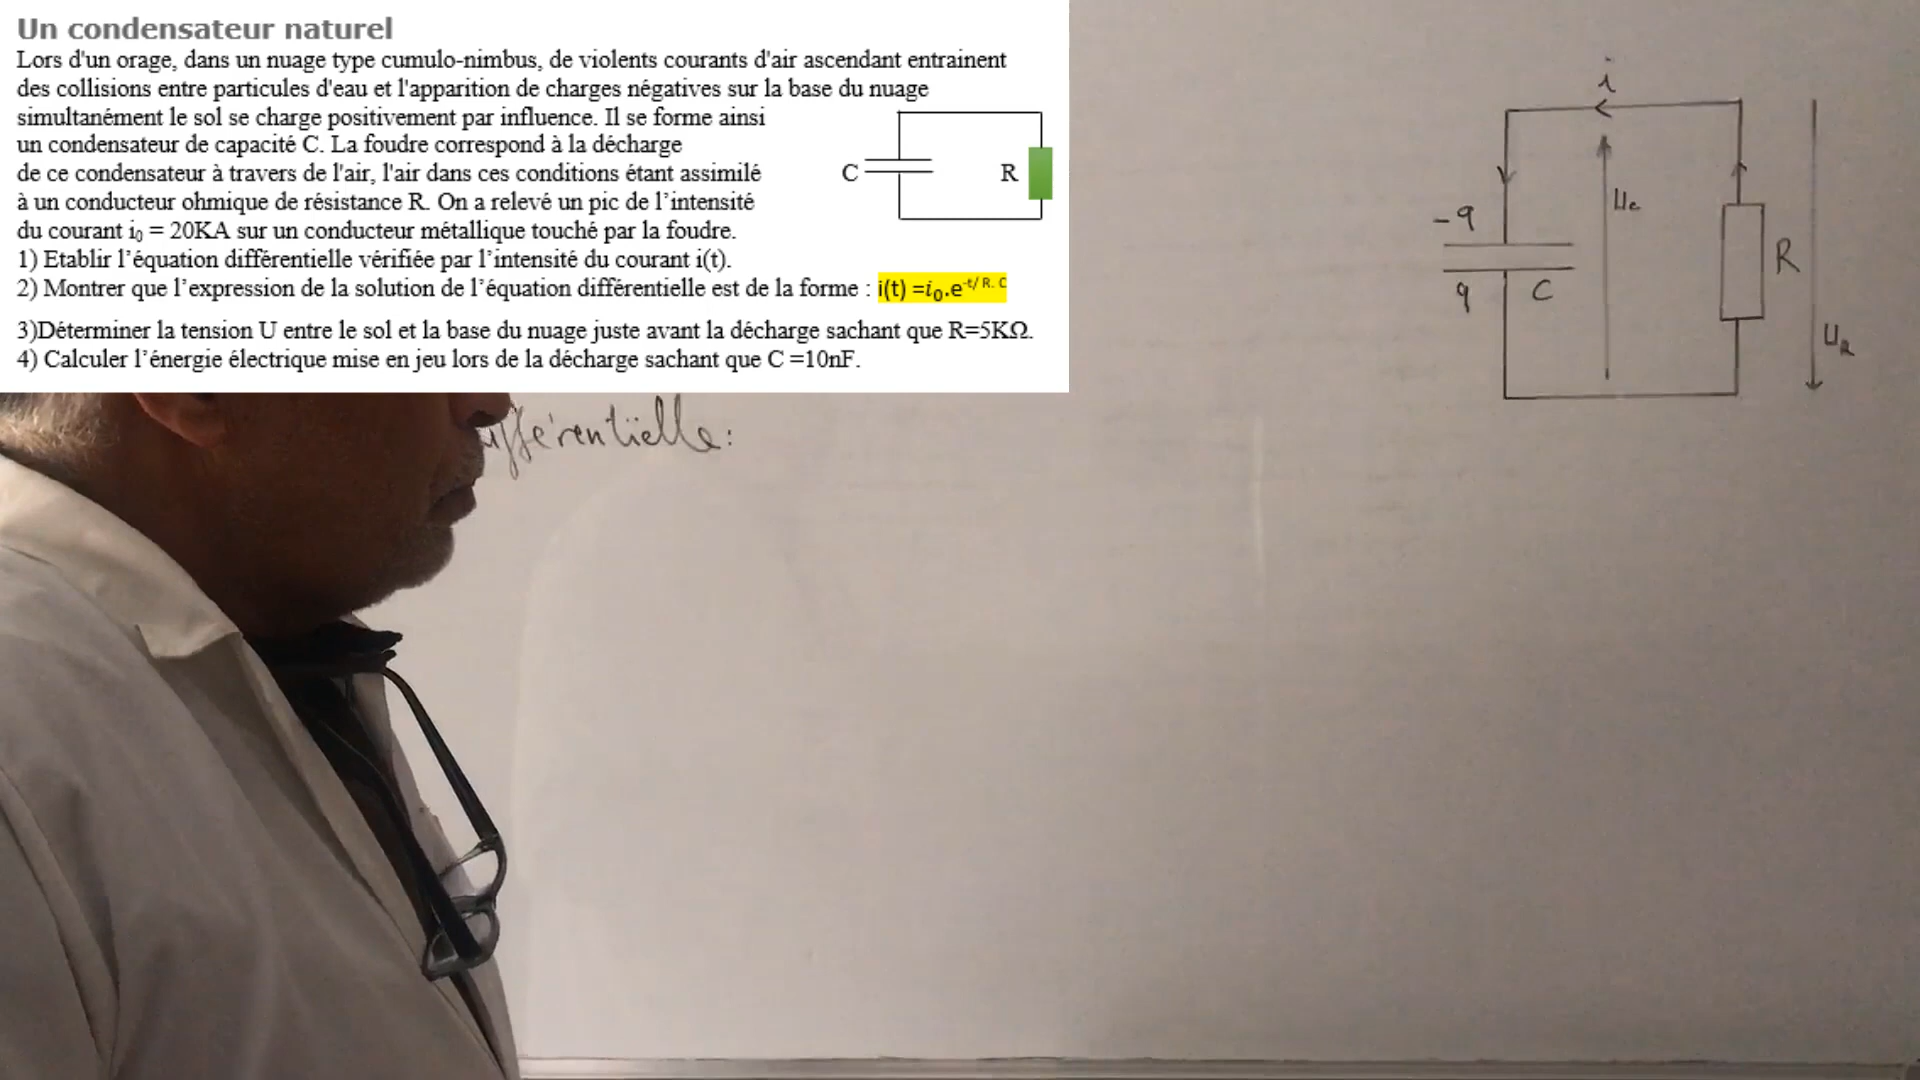 Un condensateur naturel
Lors d'un orage, dans un nuage type cumulo-nimbus, de violents courants d'air ascendant entrainent
des collisions entre particules d'eau et l'apparition de charges négatives sur la base du nuage
simultanément le sol se charge positivement par influence. Il se forme ainsi
un condensateur de capacité C. La foudre correspond à la décharge
de ce condensateur à travers de l'air, l'air dans ces conditions étant assimilé
à un conducteur ohmique de résistance R. On a relevé un pic de l'intensité
du courant i₀ = 20KA sur un conducteur métallique touché par la foudre.
C
R
1) Etablir l'équation différentielle vérifiée par l'intensité du courant i(t).
2) Montrer que l'expression de la solution de l'équation différentielle est de la forme : i(t) =i₀.e^-t/R.C
3)Déterminer la tension U entre le sol et la base du nuage juste avant la décharge sachant que R=5KΩ.
4) Calculer l'énergie électrique mise en jeu lors de la décharge sachant que C =10nF.
i
Uc
-q
R
q
C
UR
différentielle: